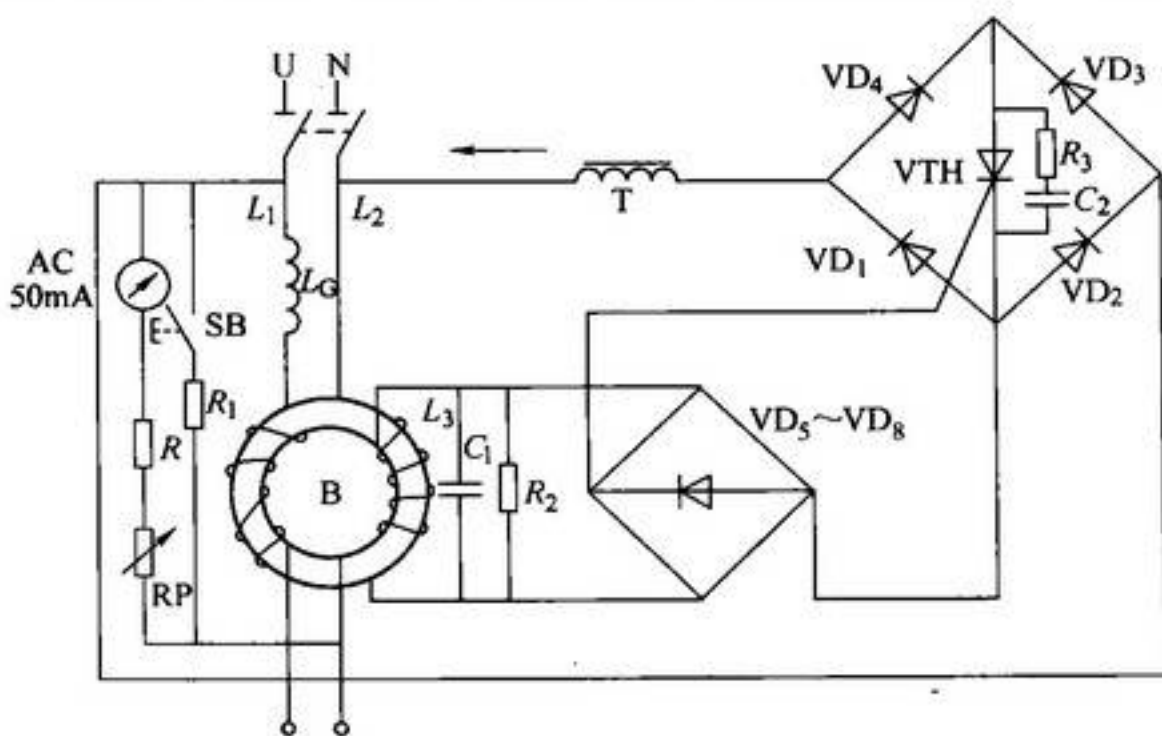 U N
VD₄
VD₃
VTH
R₃
C₂
L₁
L₂
T
AC
50mA
L_G
VD₁
VD₂
SB
R₁
L₃
C₁
VD₅～VD₈
R
B
R₂
RP